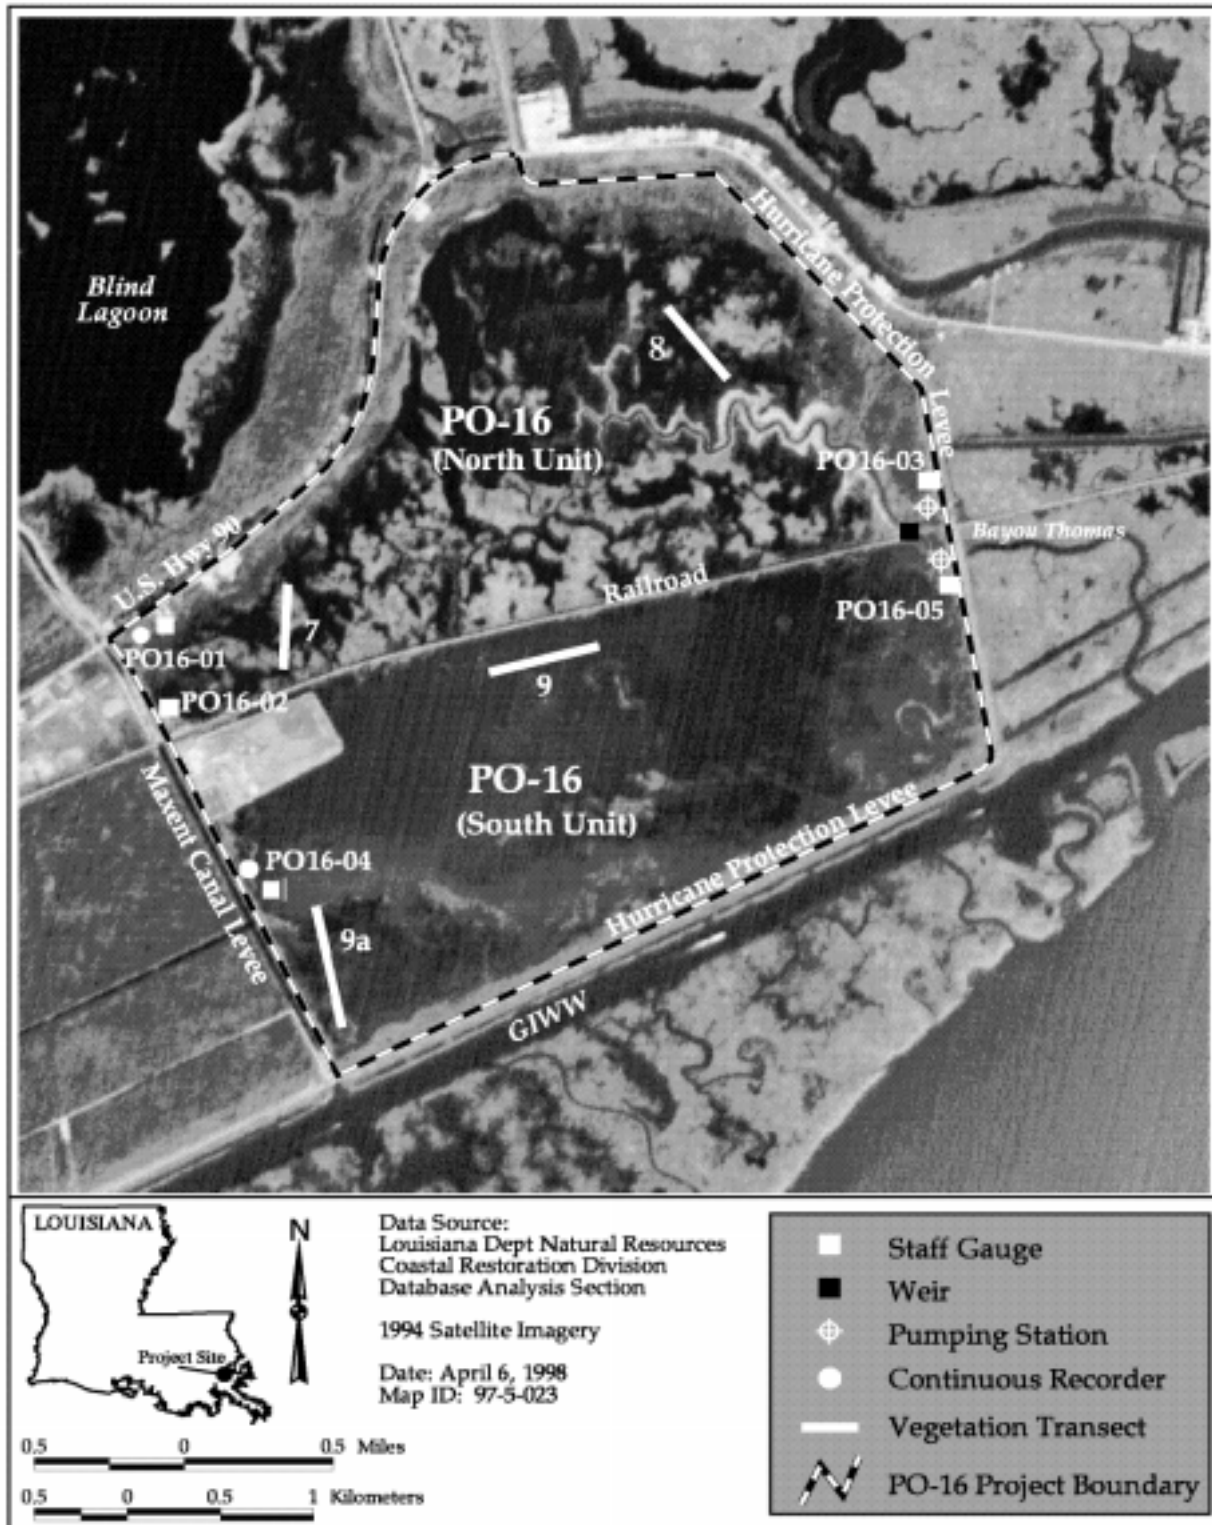 Blind
Lagoon
Hurricane Protection Levee
8
PO-16
(North Unit)
PO16-03
U.S. Hwy 90
Bayou Thomas
Railroad
PO16-05
7
PO16-01
9
PO16-02
Maxent Canal Levee
PO-16
(South Unit)
PO16-04
Hurricane Protection Levee
9a
GIWW
LOUISIANA
Project Site
N
Data Source:
Louisiana Dept Natural Resources
Coastal Restoration Division
Database Analysis Section
1994 Satellite Imagery
Date: April 6, 1998
Map ID: 97-5-023
0.5 0 0.5 Miles
0.5 0 0.5 1 Kilometers
Staff Gauge
Weir
Pumping Station
Continuous Recorder
Vegetation Transect
PO-16 Project Boundary